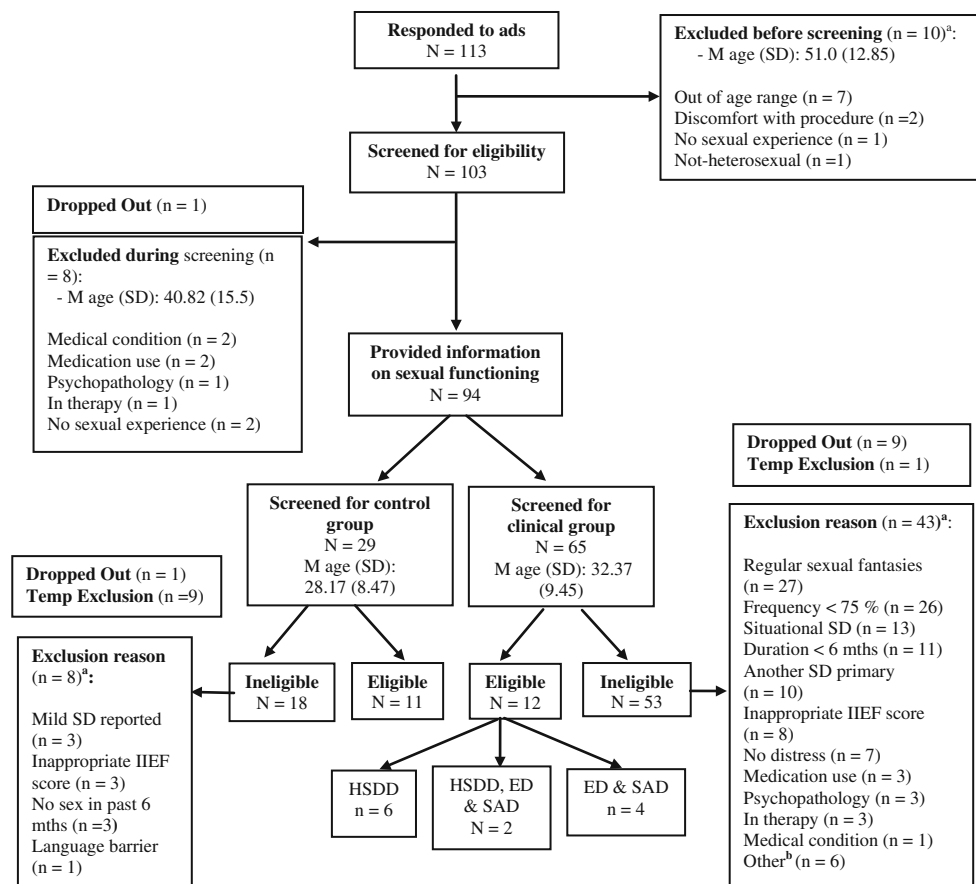 Responded to ads
N = 113
Excluded before screening (n = 10)ᵃ:
- M age (SD): 51.0 (12.85)
Out of age range (n = 7)
Discomfort with procedure (n =2)
No sexual experience (n = 1)
Not-heterosexual (n =1)
Screened for eligibility
N = 103
Dropped Out (n = 1)
Excluded during screening (n
= 8):
- M age (SD): 40.82 (15.5)
Medical condition (n = 2)
Medication use (n = 2)
Psychopathology (n = 1)
In therapy (n = 1)
No sexual experience (n = 2)
Provided information
on sexual functioning
N = 94
Screened for control
group
N = 29
M age (SD):
28.17 (8.47)
Screened for
clinical group
N = 65
M age (SD): 32.37
(9.45)
Dropped Out (n = 9)
Temp Exclusion (n = 1)
Exclusion reason (n = 43)ᵃ:
Regular sexual fantasies
(n = 27)
Frequency < 75 % (n = 26)
Situational SD (n = 13)
Duration < 6 mths (n = 11)
Another SD primary
(n = 10)
Inappropriate IIEF score
(n = 8)
No distress (n = 7)
Medication use (n = 3)
Psychopathology (n = 3)
In therapy (n = 3)
Medical condition (n = 1)
Otherᵇ (n = 6)
Dropped Out (n = 1)
Temp Exclusion (n =9)
Exclusion reason
(n = 8)ᵃ:
Mild SD reported
(n = 3)
Inappropriate IIEF
score (n = 3)
No sex in past 6
mths (n =3)
Language barrier
(n = 1)
Ineligible
N = 18
Eligible
N = 11
Eligible
N = 12
Ineligible
N = 53
HSDD
n = 6
HSDD, ED
& SAD
N = 2
ED & SAD
n = 4